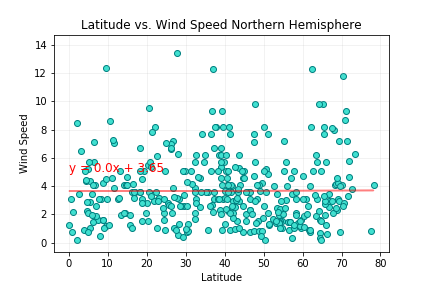 Latitude vs. Wind Speed Northern Hemisphere
14
12
10
8
6
4
2
0
Wind Speed
y = 0.0x + 3.65
0 10 20 30 40 50 60 70 80
Latitude